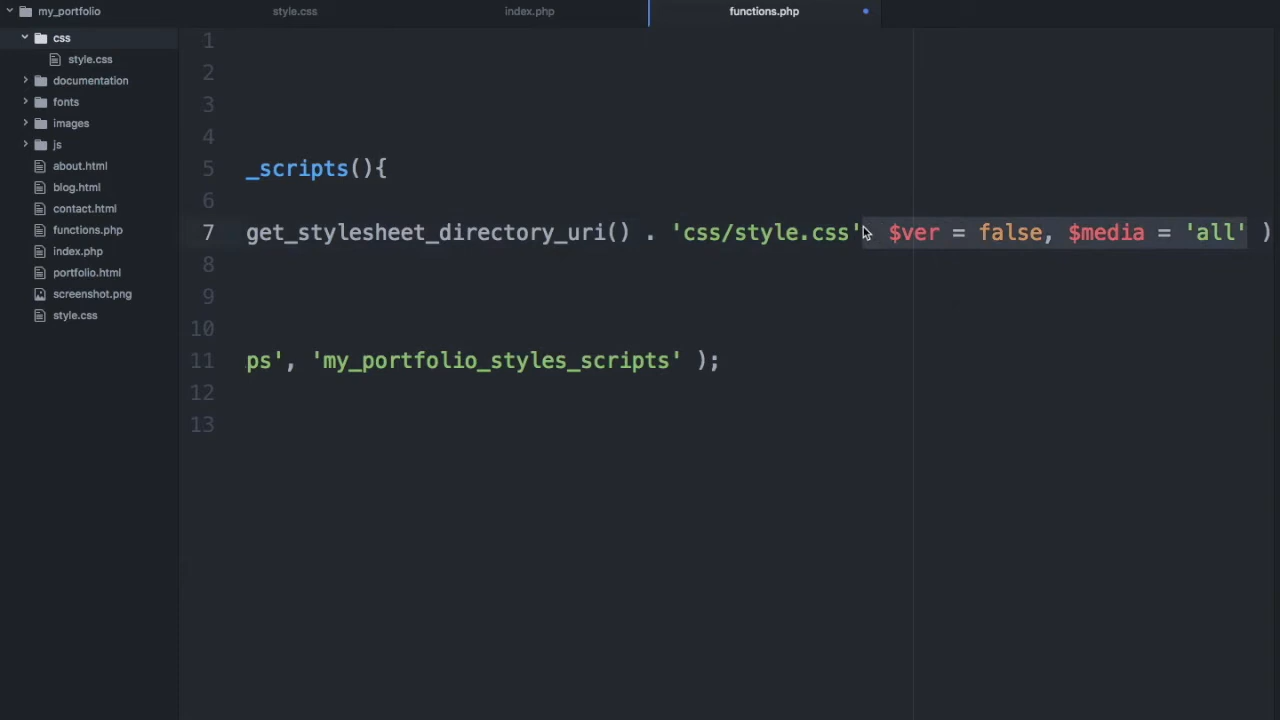 my_portfolio
style.css
index.php
functions.php
css
style.css
documentation
fonts
images
js
about.html
blog.html
contact.html
functions.php
index.php
portfolio.html
screenshot.png
style.css
1
2
3
4
5 _scripts(){
6
7 get_stylesheet_directory_uri() . 'css/style.css' $ver = false, $media = 'all' )
8
9
10
11 ps', 'my_portfolio_styles_scripts' );
12
13